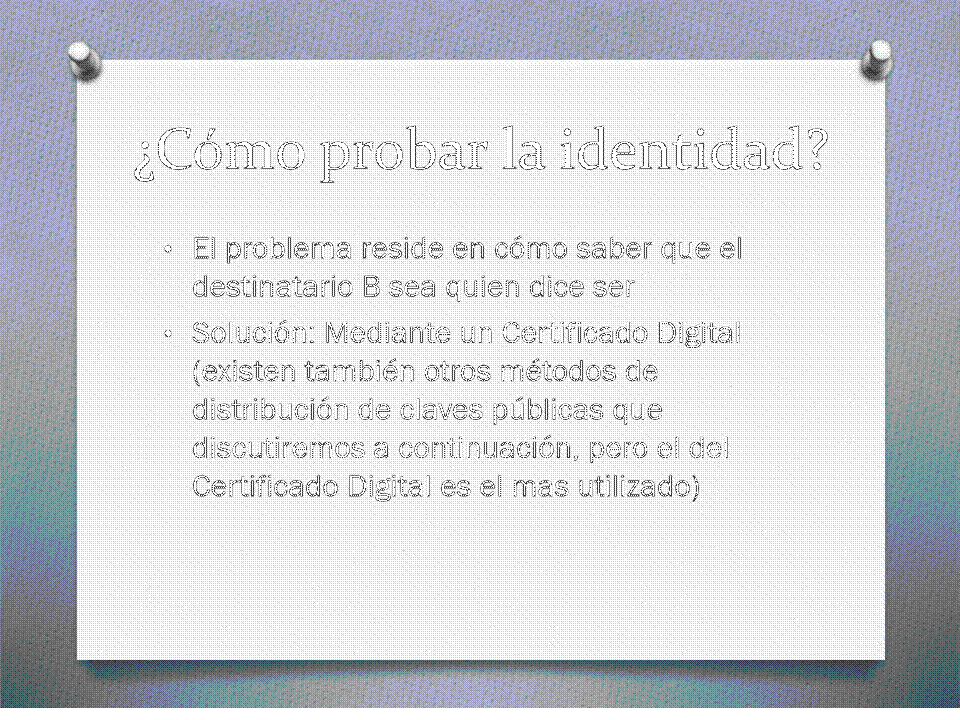 ¿Cómo probar la identidad?
• El problema reside en cómo saber que el
destinatario B sea quien dice ser
• Solución: Mediante un Certificado Digital
(existen también otros métodos de
distribución de claves públicas que
discutiremos a continuación, pero el del
Certificado Digital es el mas utilizado)